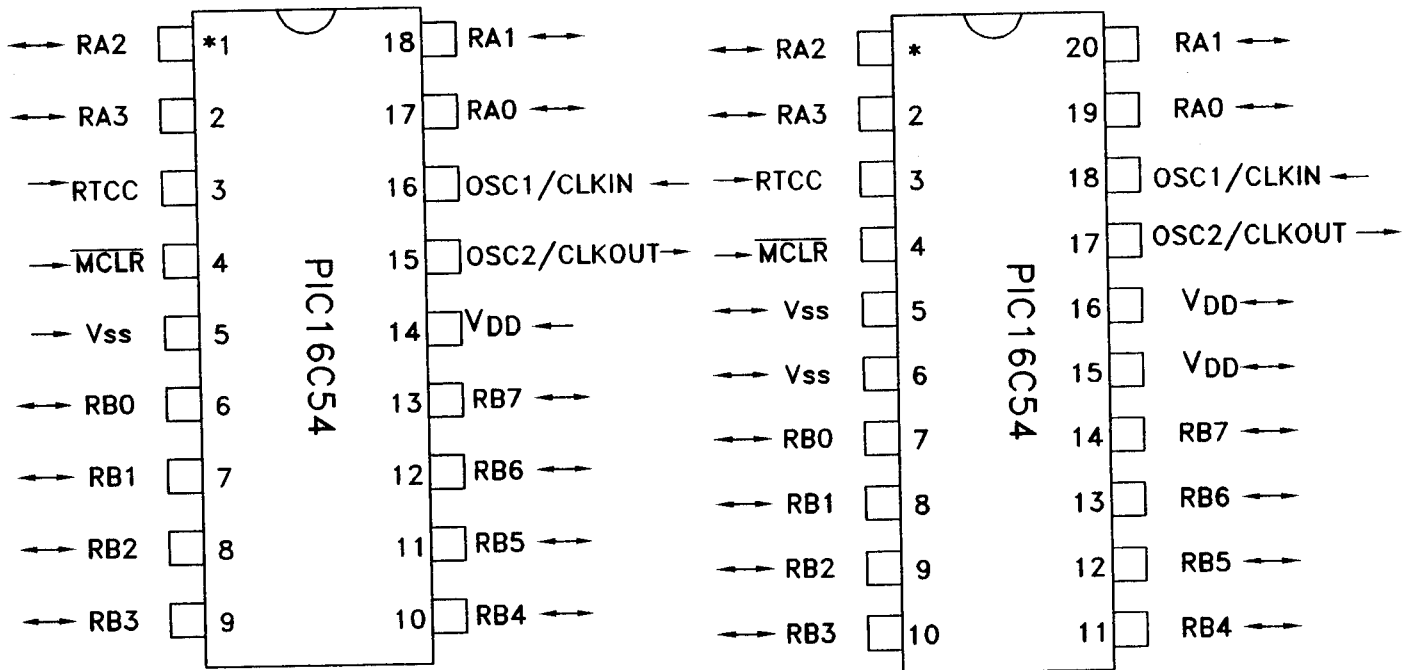 RA2 *1 18 RA1
RA3 2 17 RA0
RTCC 3 16 OSC1/CLKIN
MCLR 4 15 OSC2/CLKOUT
Vss 5 14 VDD
RB0 6 13 RB7
RB1 7 12 RB6
RB2 8 11 RB5
RB3 9 10 RB4
PIC16C54
RA2 * 20 RA1
RA3 2 19 RA0
RTCC 3 18 OSC1/CLKIN
MCLR 4 17 OSC2/CLKOUT
Vss 5 16 VDD
Vss 6 15 VDD
RB0 7 14 RB7
RB1 8 13 RB6
RB2 9 12 RB5
RB3 10 11 RB4
PIC16C54